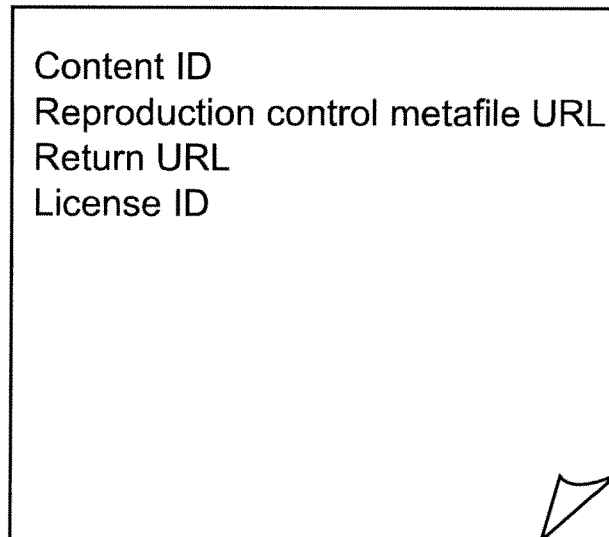 Content ID
Reproduction control metafile URL
Return URL
License ID